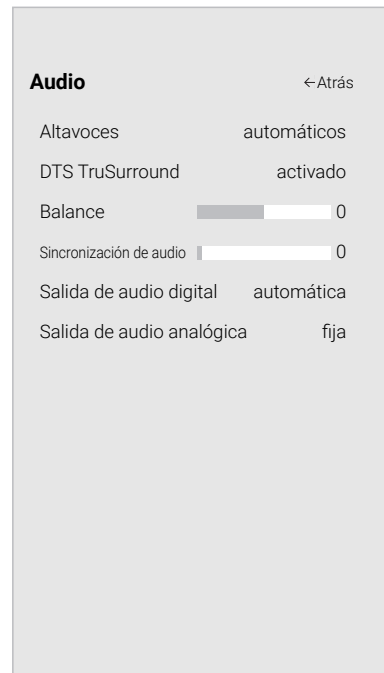 Audio ←Atrás
Altavoces automáticos
DTS TruSurround activado
Balance 0
Sincronización de audio 0
Salida de audio digital automática
Salida de audio analógica fija